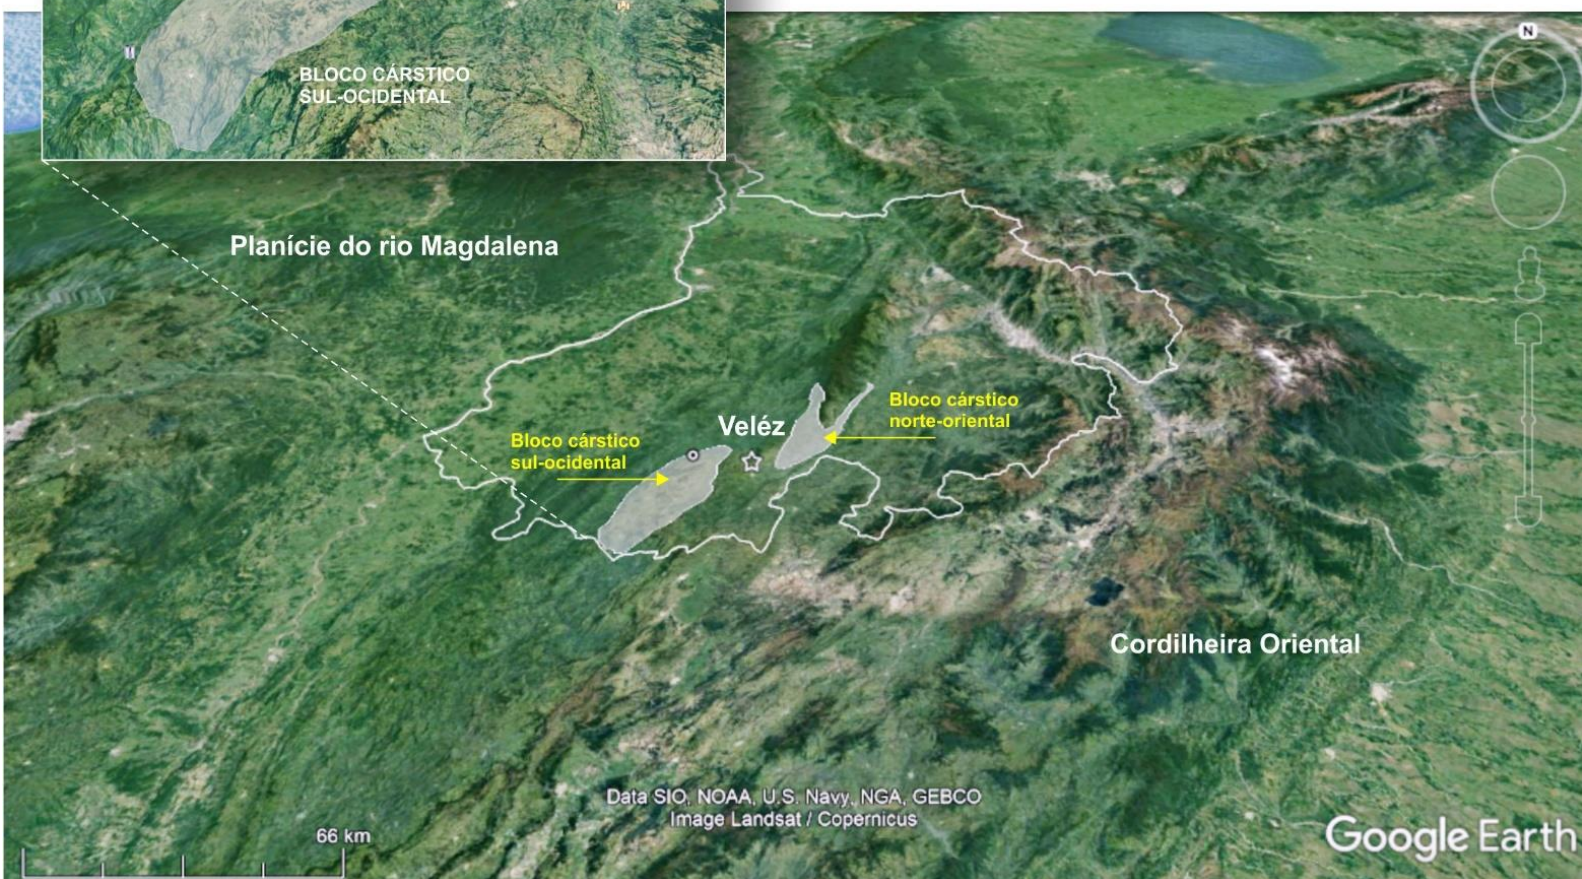 BLOCO CÁRSTICO
SUL-OCIDENTAL
N
Planície do rio Magdalena
Bloco cárstico
norte-oriental
Veléz
Bloco cárstico
sul-ocidental
Cordilheira Oriental
Data SIO, NOAA, U.S. Navy, NGA, GEBCO
Image Landsat / Copernicus
66 km
Google Earth